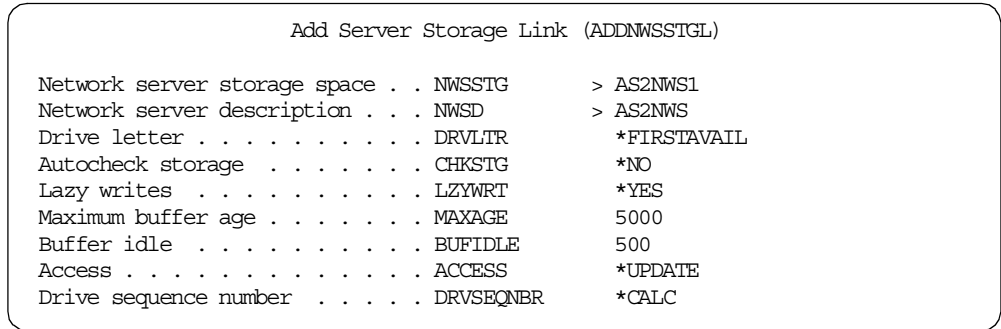 Add Server Storage Link (ADDNWSSTGL)
Network server storage space . . NWSSTG > AS2NWS1
Network server description . . . NWSD > AS2NWS
Drive letter . . . . . . . . . . DRVLTR *FIRSTAVAIL
Autocheck storage . . . . . . . CHKSTG *NO
Lazy writes . . . . . . . . . . LZYWRT *YES
Maximum buffer age . . . . . . . MAXAGE 5000
Buffer idle . . . . . . . . . . BUFIDLE 500
Access . . . . . . . . . . . . . ACCESS *UPDATE
Drive sequence number . . . . . DRVSEQNBR *CALC